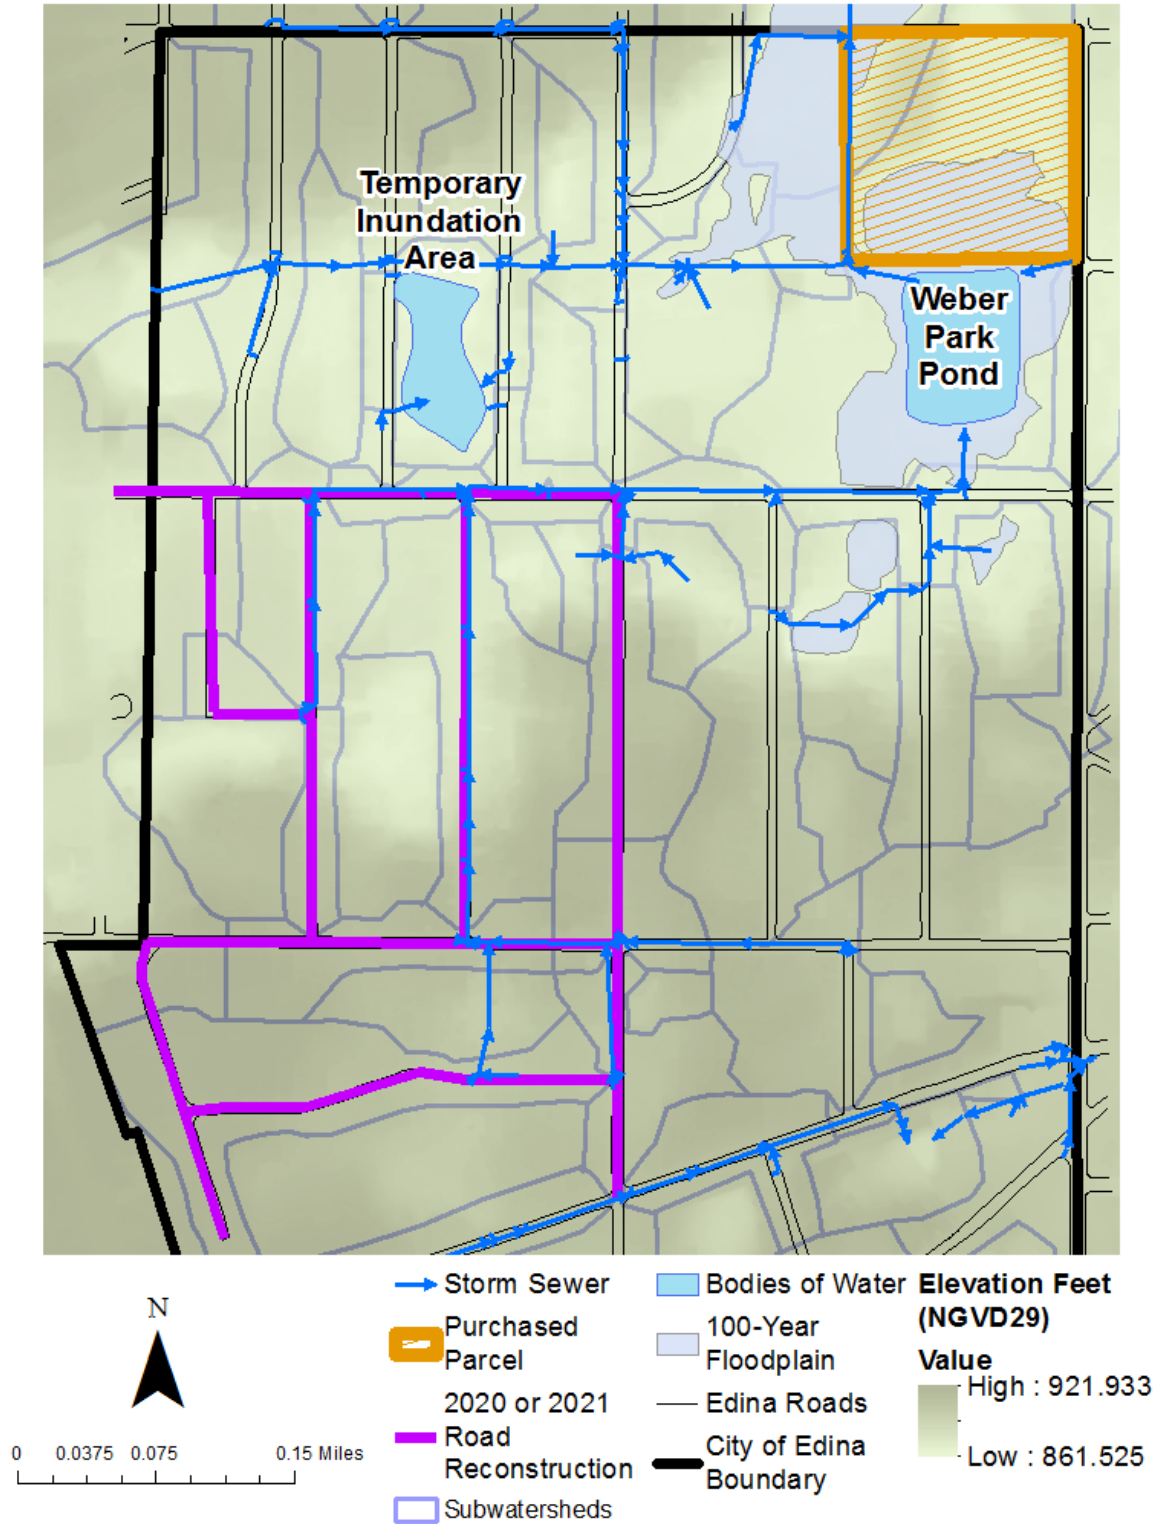 Temporary
Inundation
Area
Weber
Park
Pond
N
0 0.0375 0.075 0.15 Miles
Storm Sewer
Purchased
Parcel
2020 or 2021
Road
Reconstruction
Subwatersheds
Bodies of Water
100-Year
Floodplain
Edina Roads
City of Edina
Boundary
Elevation Feet
(NGVD29)
Value
High : 921.933
Low : 861.525